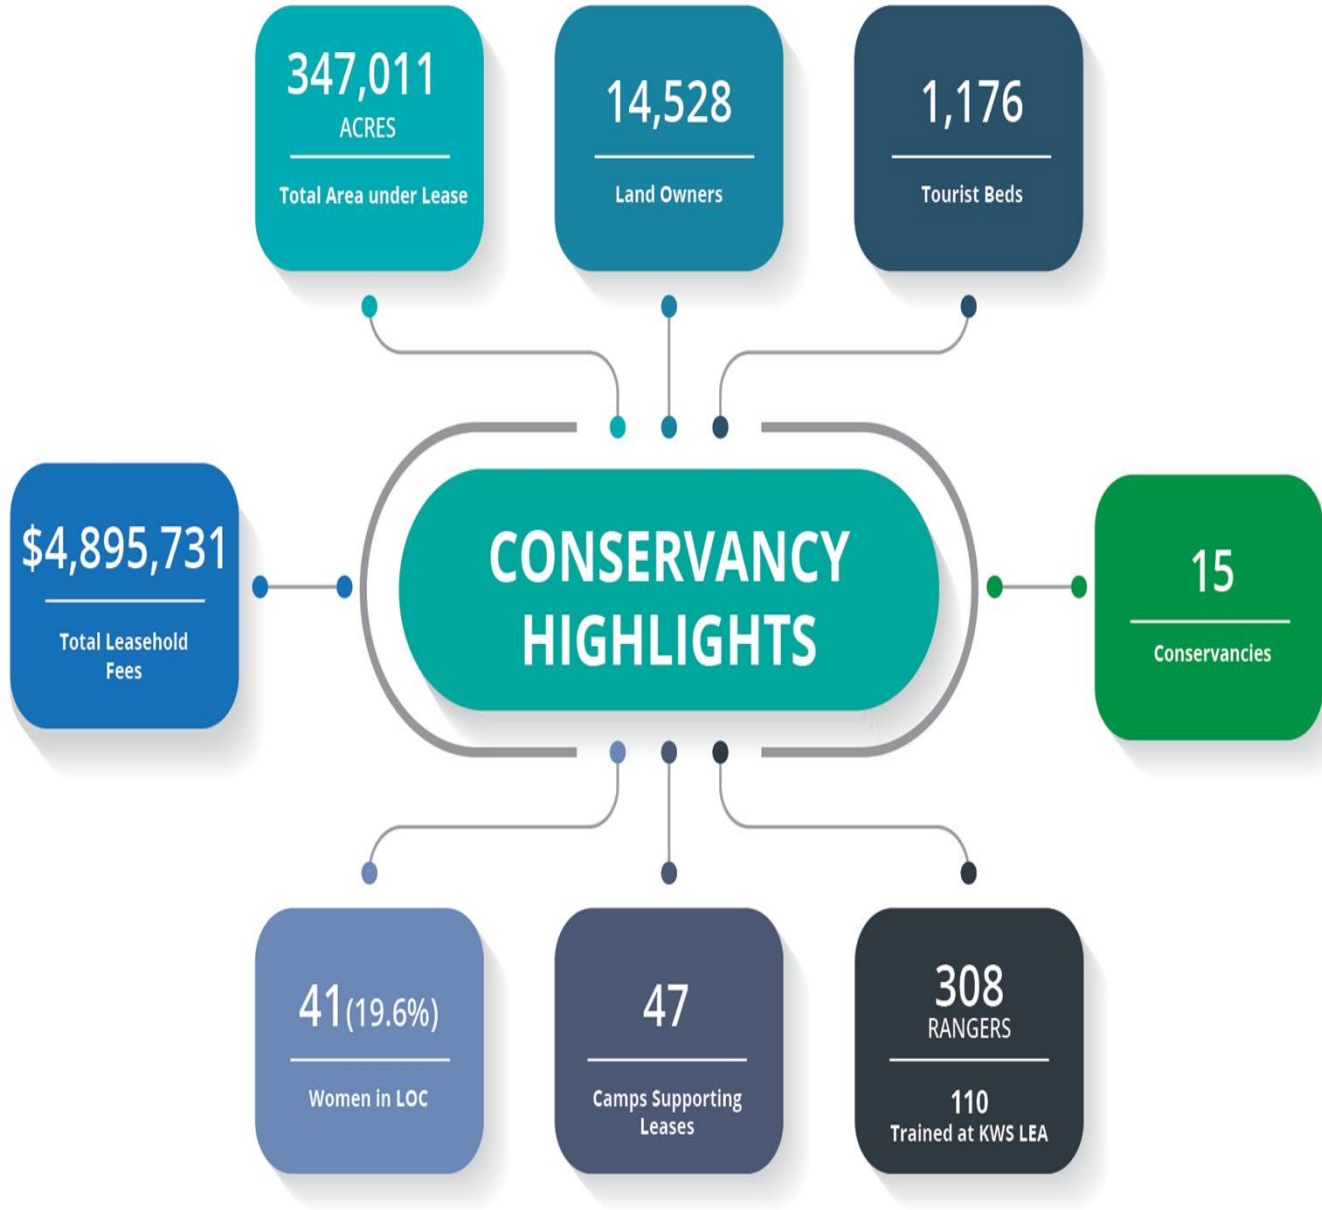 347,011
ACRES
Total Area under Lease
14,528
Land Owners
1,176
Tourist Beds
$4,895,731
Total Leasehold
Fees
CONSERVANCY
HIGHLIGHTS
15
Conservancies
41(19.6%)
Women in LOC
47
Camps Supporting
Leases
308
RANGERS
110
Trained at KWS LEA